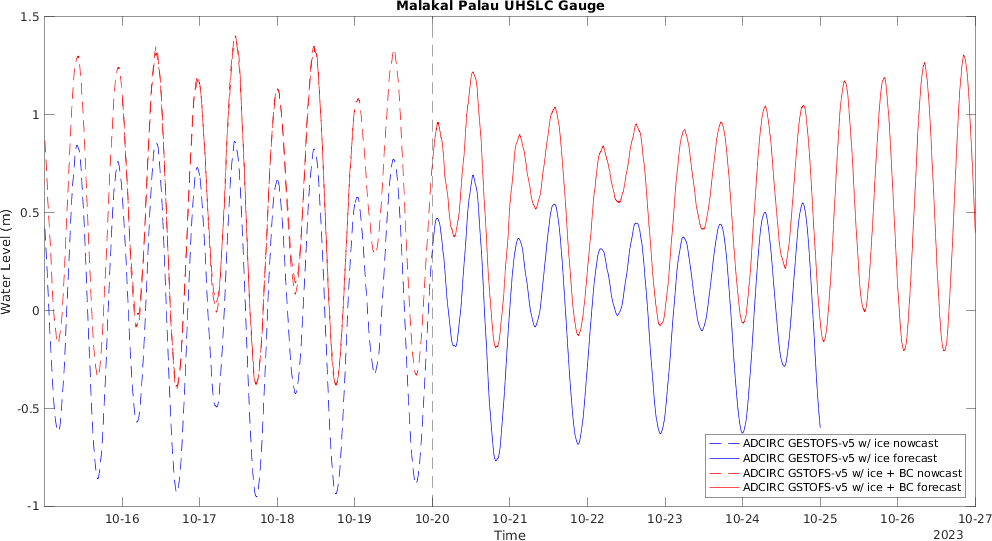 Malakal Palau UHSLC Gauge
1.5
1
0.5
0
-0.5
-1
Water Level (m)
10-16 10-17 10-18 10-19 10-20 10-21 10-22 10-23 10-24 10-25 10-26 10-27
Time
2023
ADCIRC GESTOFS-v5 w/ ice nowcast
ADCIRC GESTOFS-v5 w/ ice forecast
ADCIRC GSTOFS-v5 w/ ice + BC nowcast
ADCIRC GSTOFS-v5 w/ ice + BC forecast